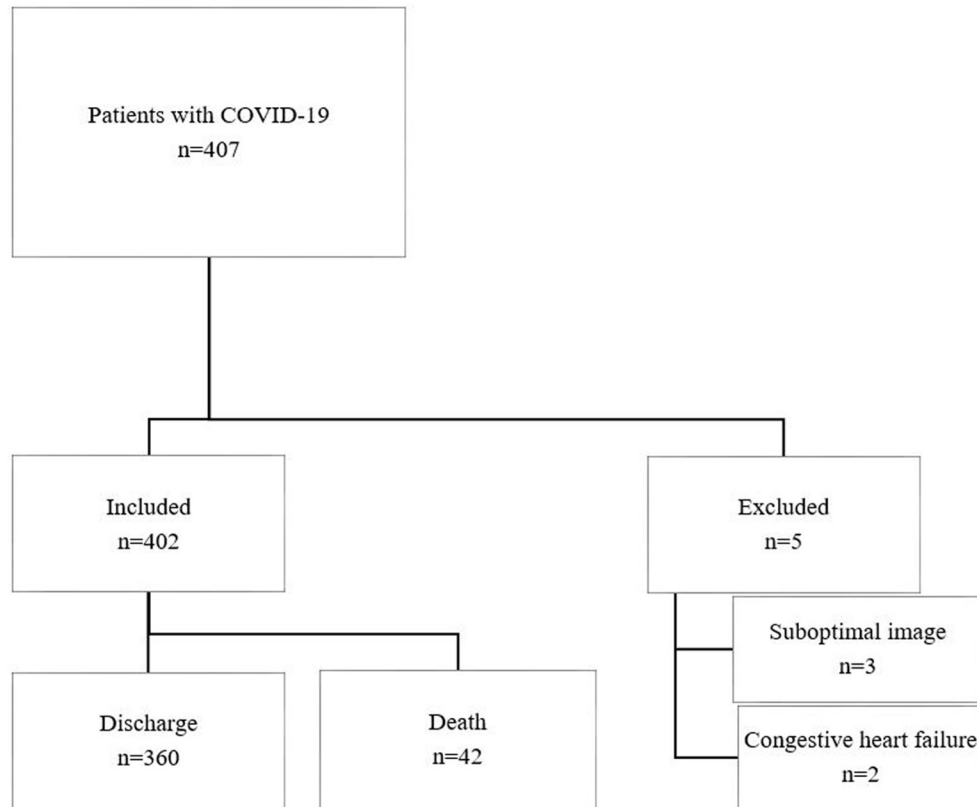 Patients with COVID-19
n=407
Included
n=402
Excluded
n=5
Suboptimal image
n=3
Discharge
n=360
Death
n=42
Congestive heart failure
n=2